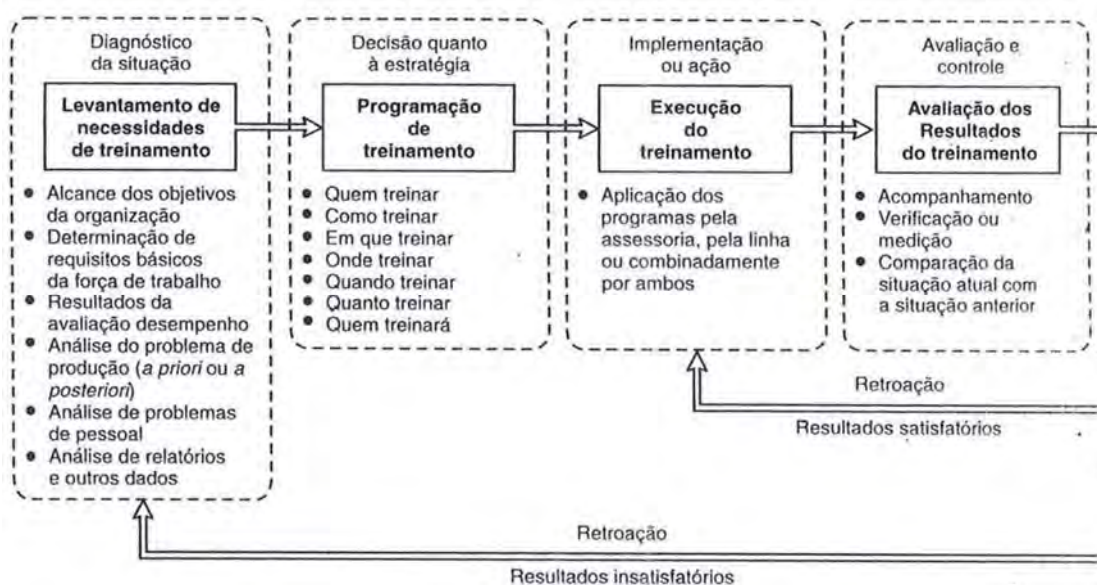 Diagnóstico
da situação
Levantamento de
necessidades
de treinamento
• Alcance dos objetivos
da organização
• Determinação de
requisitos básicos
da força de trabalho
• Resultados da
avaliação desempenho
• Análise do problema de
produção (a priori ou a
posteriori)
• Análise de problemas
de pessoal
• Análise de relatórios
e outros dados
Decisão quanto
à estratégia
Programação
de
treinamento
• Quem treinar
• Como treinar
• Em que treinar
• Onde treinar
• Quando treinar
• Quanto treinar
• Quem treinará
Implementação
ou ação
Execução
do
treinamento
• Aplicação dos
programas pela
assessoria, pela linha
ou combinadamente
por ambos
Avaliação e
controle
Avaliação dos
Resultados
do treinamento
• Acompanhamento
• Verificação ou
medição
• Comparação da
situação atual com
a situação anterior
Retroação
Resultados satisfatórios
Retroação
Resultados insatisfatórios